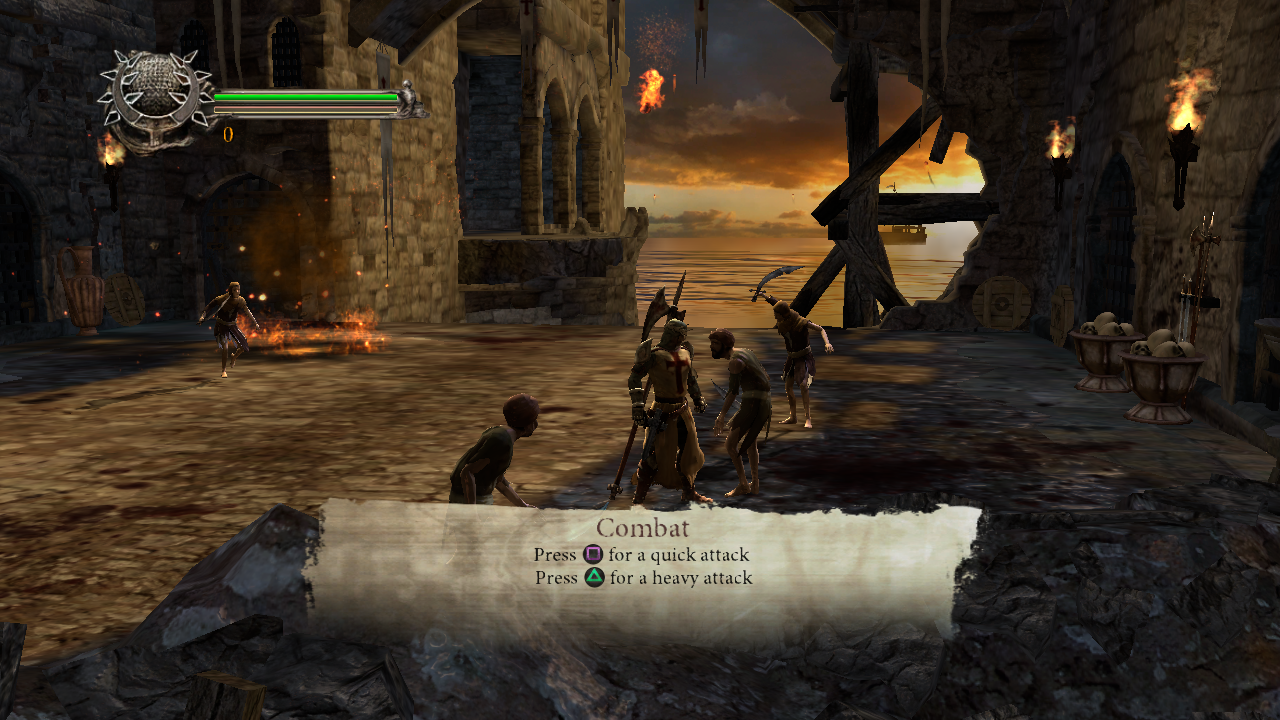 0
Combat
Press □ for a quick attack
Press △ for a heavy attack